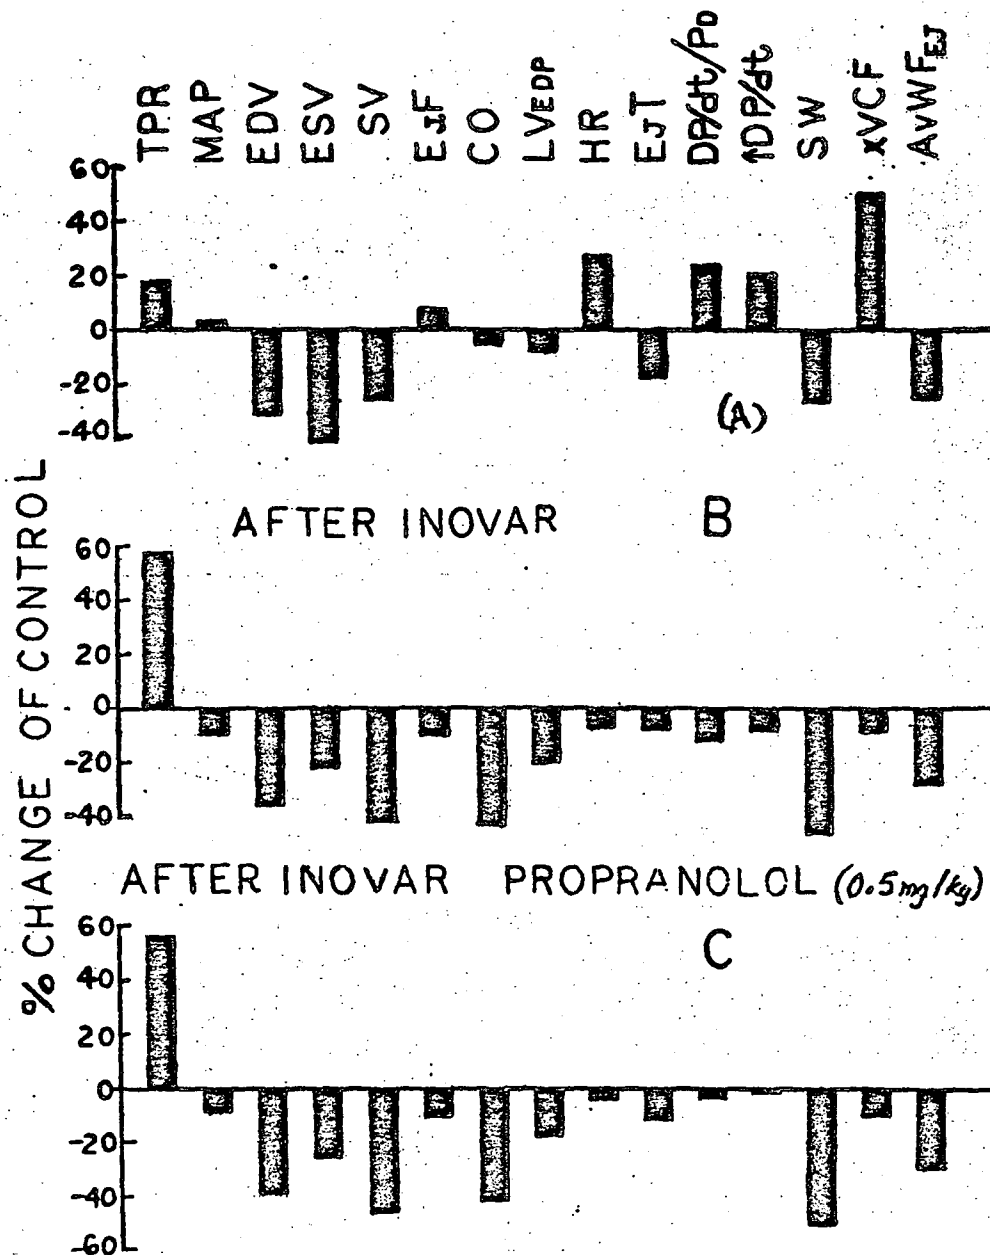 TPR
MAP
EDV
ESV
SV
EJF
CO
LVEDP
HR
EJT
DP/dt/PD
↑DP/dt
SW
x̄VCF
AVWFEJ
60
40
20
0
-20
-40
(A)
% CHANGE OF CONTROL
AFTER INOVAR B
60
40
20
0
-20
-40
AFTER INOVAR PROPRANOLOL (0.5mg/kg)
C
60
40
20
0
-20
-40
-60